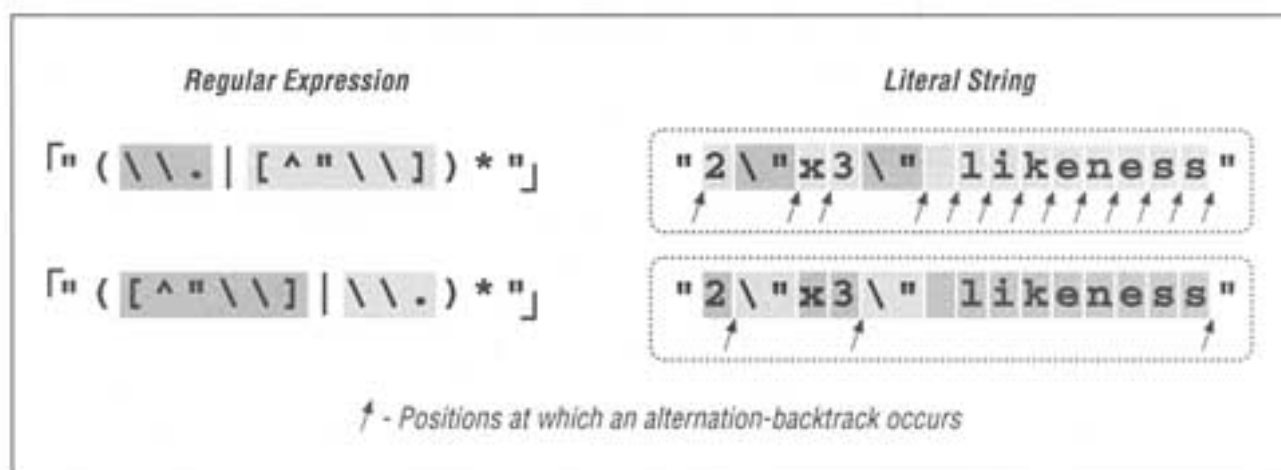 Regular Expression Literal String
⌈"(\\.|[^"\\])*"⌋ "2\"x3\" likeness"
⌈"([^"\\]|\\.)*"⌋ "2\"x3\" likeness"
- Positions at which an alternation-backtrack occurs